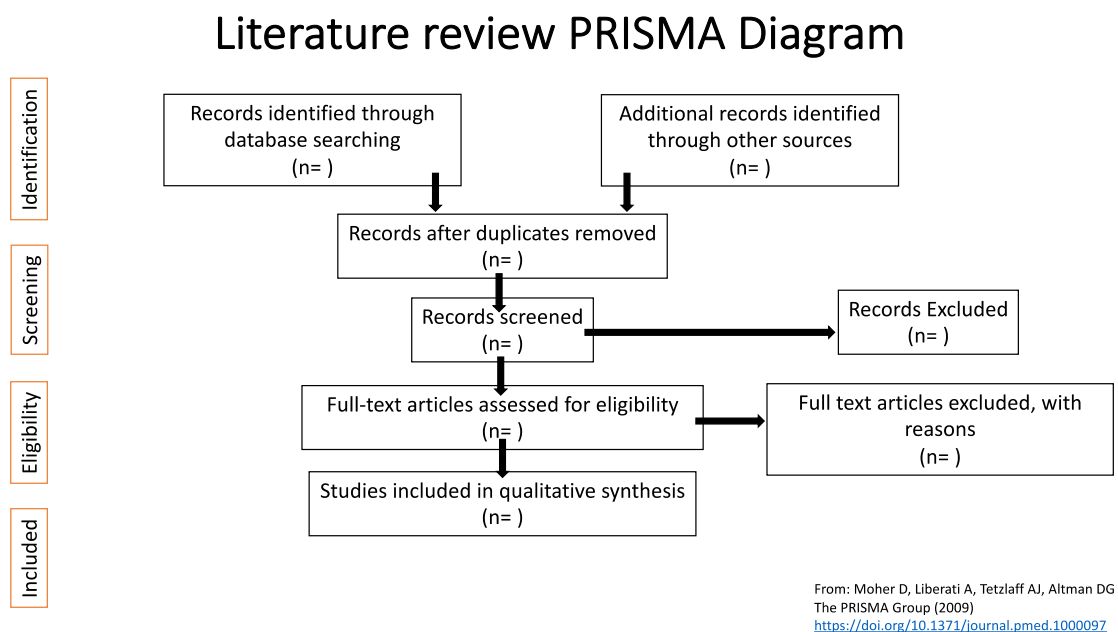 Literature review PRISMA Diagram
Identification
Records identified through
database searching
(n= )
Additional records identified
through other sources
(n= )
Records after duplicates removed
(n= )
Screening
Records screened
(n= )
Records Excluded
(n= )
Eligibility
Full-text articles assessed for eligibility
(n= )
Full text articles excluded, with
reasons
(n= )
Included
Studies included in qualitative synthesis
(n= )
From: Moher D, Liberati A, Tetzlaff AJ, Altman DG
The PRISMA Group (2009)
https://doi.org/10.1371/journal.pmed.1000097